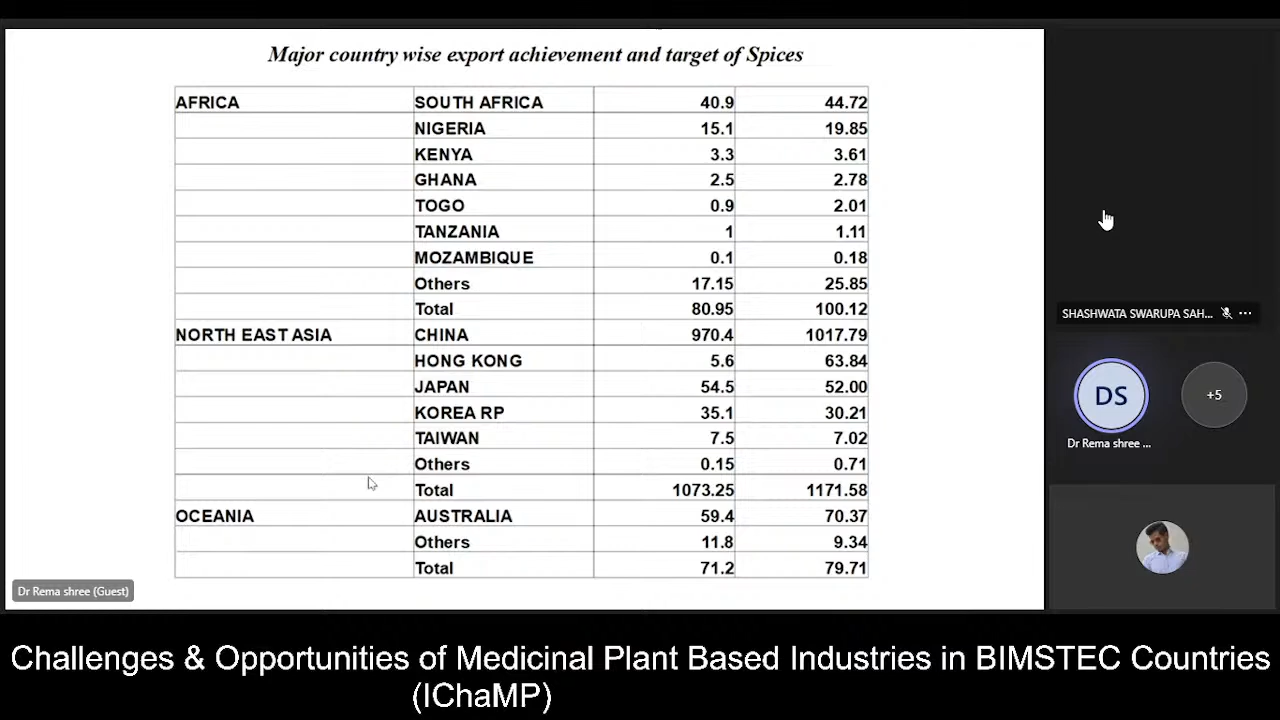 Major country wise export achievement and target of Spices
AFRICA SOUTH AFRICA 40.9 44.72
NIGERIA 15.1 19.85
KENYA 3.3 3.61
GHANA 2.5 2.78
TOGO 0.9 2.01
TANZANIA 1 1.11
MOZAMBIQUE 0.1 0.18
Others 17.15 25.85
Total 80.95 100.12
NORTH EAST ASIA CHINA 970.4 1017.79
HONG KONG 5.6 63.84
JAPAN 54.5 52.00
KOREA RP 35.1 30.21
TAIWAN 7.5 7.02
Others 0.15 0.71
Total 1073.25 1171.58
OCEANIA AUSTRALIA 59.4 70.37
Others 11.8 9.34
Total 71.2 79.71
Dr Rema shree (Guest)
SHASHWATA SWARUPA SAH...
DS
+5
Dr Rema shree ...
Challenges & Opportunities of Medicinal Plant Based Industries in BIMSTEC Countries
(IChaMP)